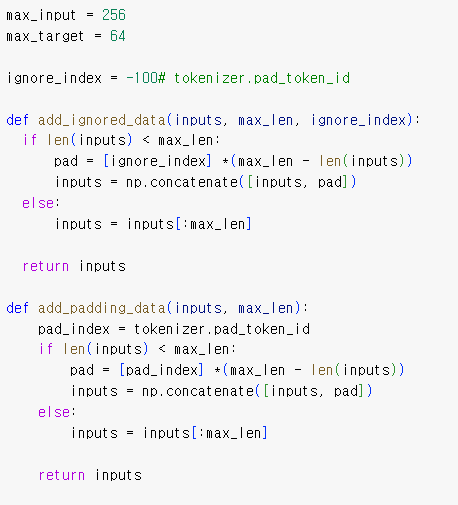 max_input = 256
max_target = 64

ignore_index = -100# tokenizer.pad_token_id

def add_ignored_data(inputs, max_len, ignore_index):
  if len(inputs) < max_len:
      pad = [ignore_index] *(max_len - len(inputs))
      inputs = np.concatenate([inputs, pad])
  else:
      inputs = inputs[:max_len]

  return inputs

def add_padding_data(inputs, max_len):
    pad_index = tokenizer.pad_token_id
    if len(inputs) < max_len:
        pad = [pad_index] *(max_len - len(inputs))
        inputs = np.concatenate([inputs, pad])
    else:
        inputs = inputs[:max_len]

    return inputs